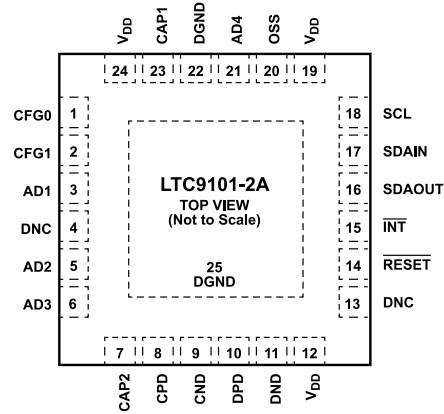 VDD CAP1 DGND AD4 OSS VDD
24 23 22 21 20 19
CFG0 1
CFG1 2
AD1 3
DNC 4
AD2 5
AD3 6
LTC9101-2A
TOP VIEW
(Not to Scale)
25
DGND
18 SCL
17 SDAIN
16 SDAOUT
15 INT
14 RESET
13 DNC
7 8 9 10 11 12
CAP2 CPD CND DPD DND VDD